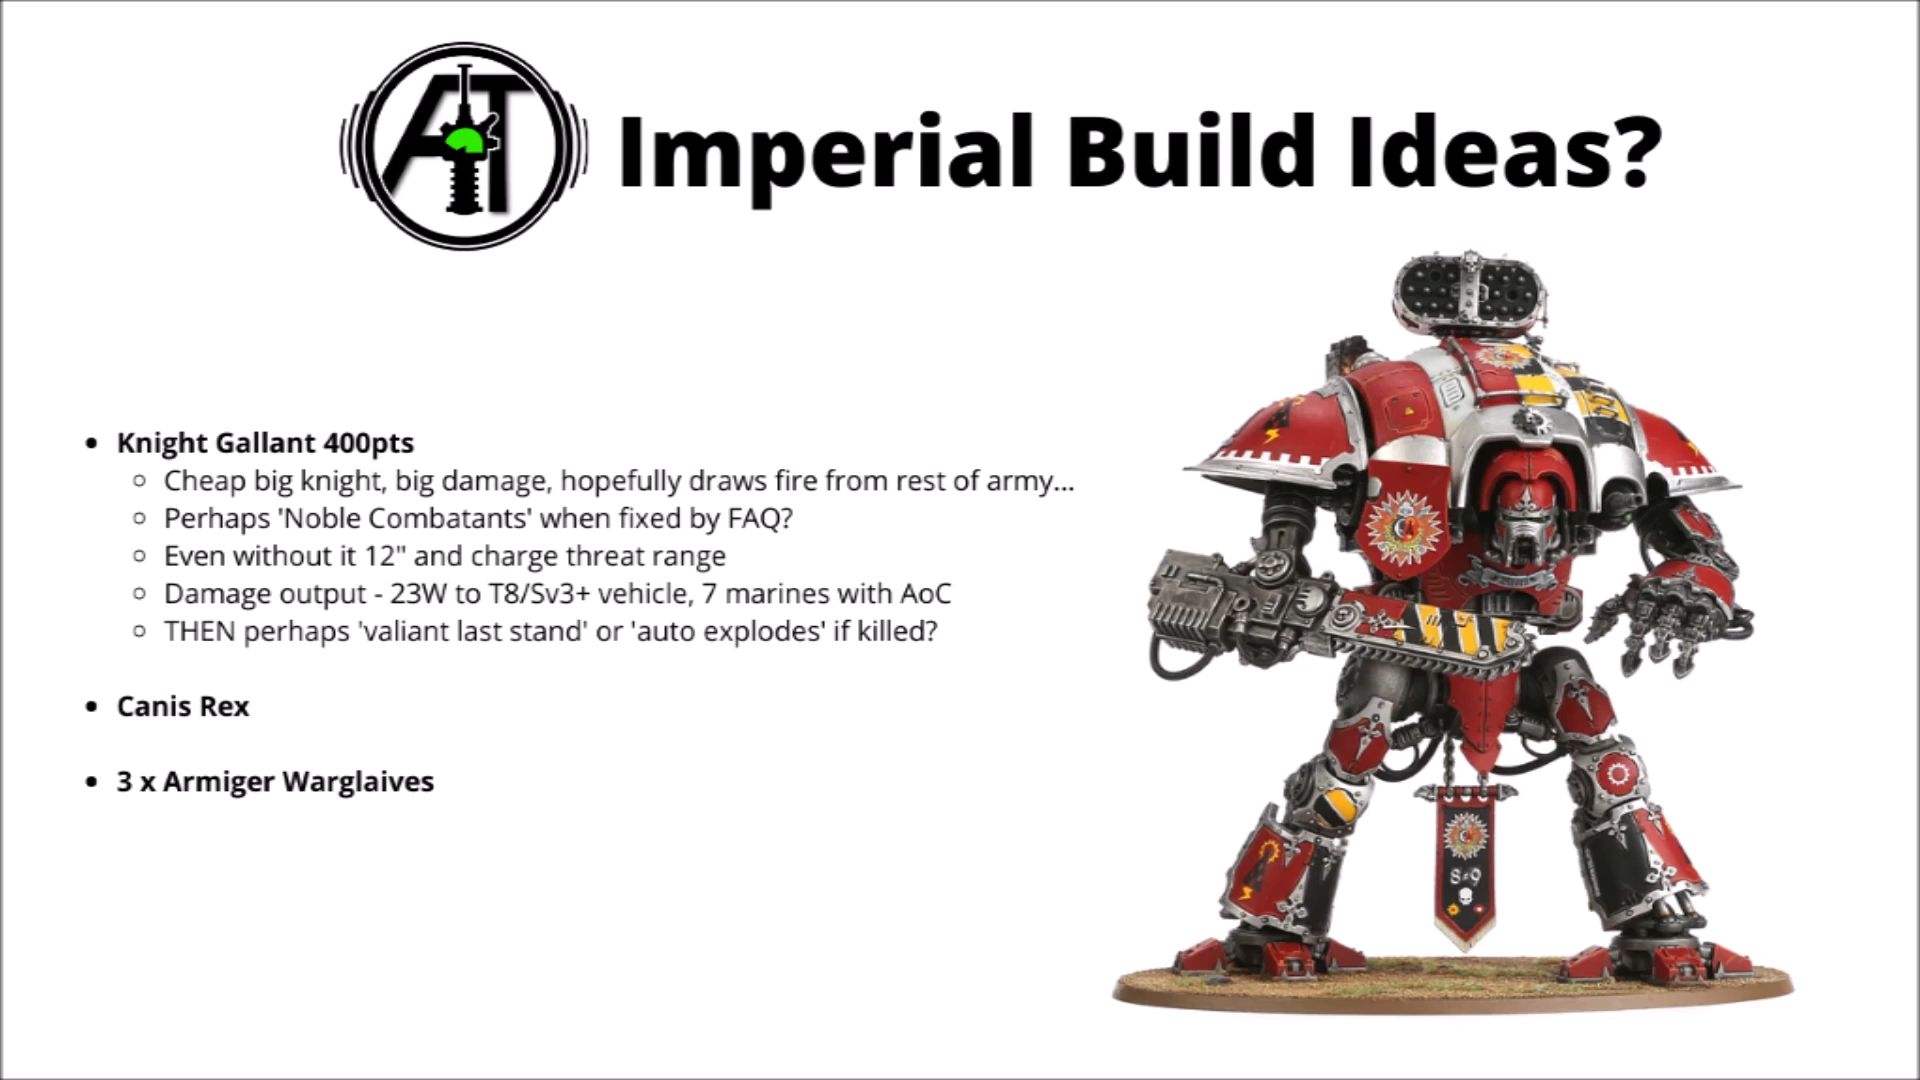 AT
Imperial Build Ideas?
• Knight Gallant 400pts
○ Cheap big knight, big damage, hopefully draws fire from rest of army...
○ Perhaps 'Noble Combatants' when fixed by FAQ?
○ Even without it 12" and charge threat range
○ Damage output - 23W to T8/Sv3+ vehicle, 7 marines with AoC
○ THEN perhaps 'valiant last stand' or 'auto explodes' if killed?
• Canis Rex
• 3 x Armiger Warglaives